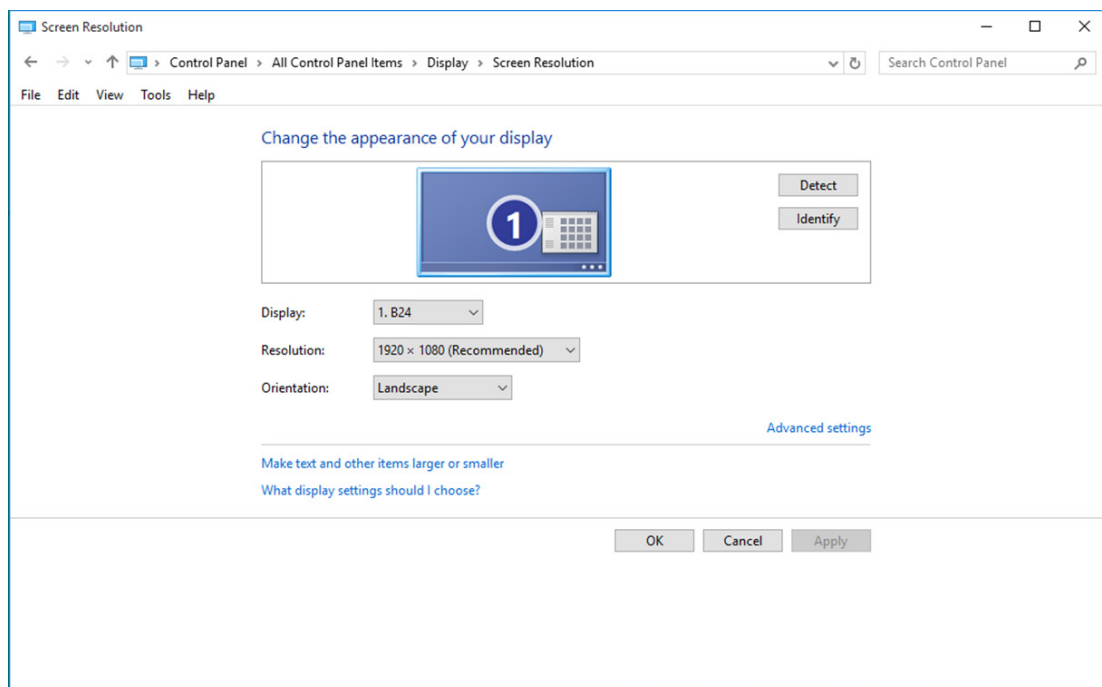 Screen Resolution
Control Panel > All Control Panel Items > Display > Screen Resolution
Search Control Panel
File Edit View Tools Help
Change the appearance of your display
1
Detect
Identify
Display: 1. B24
Resolution: 1920 × 1080 (Recommended)
Orientation: Landscape
Advanced settings
Make text and other items larger or smaller
What display settings should I choose?
OK Cancel Apply